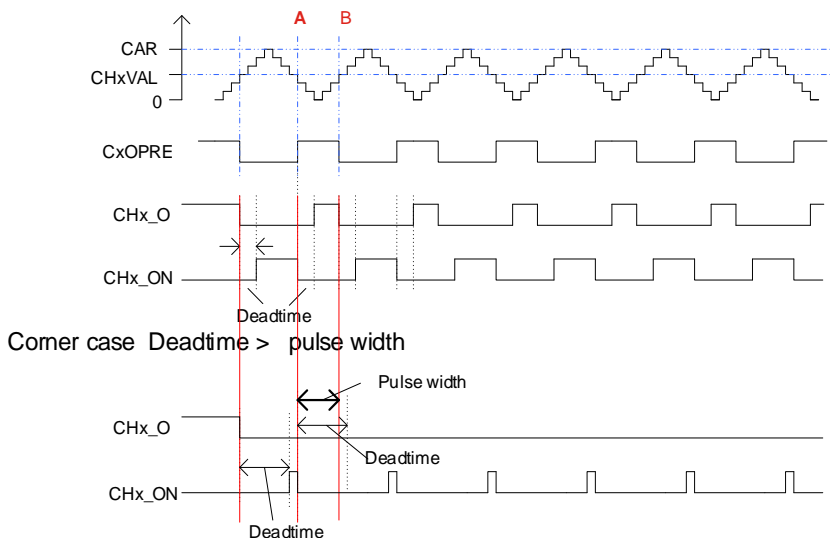 A B
CAR
CHxVAL
0
CxOPRE
CHx_O
CHx_ON
Deadtime
Corner case Deadtime > pulse width
Pulse width
CHx_O
Deadtime
CHx_ON
Deadtime